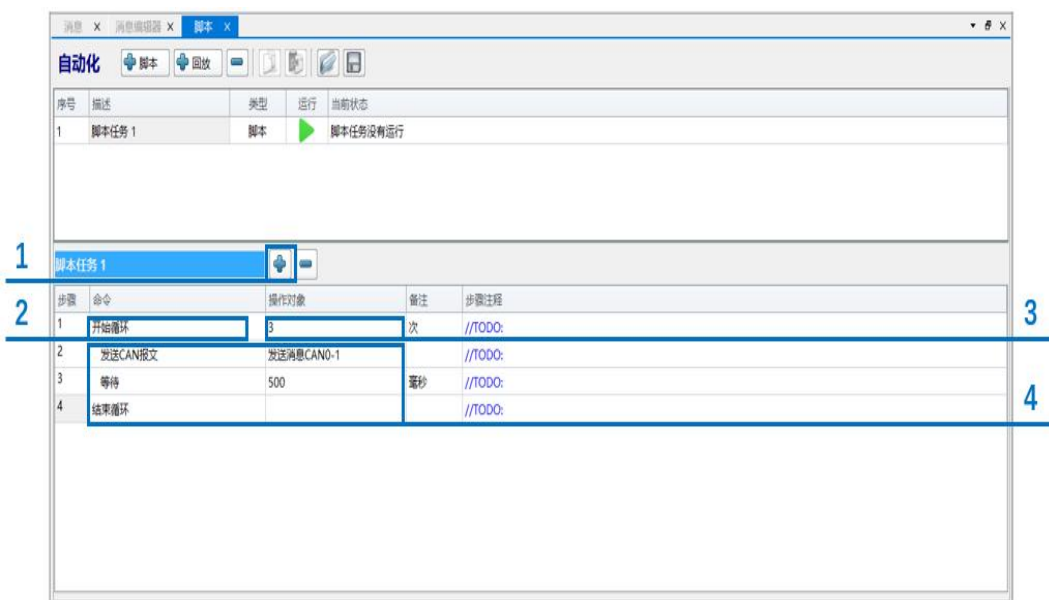 消息 X 消息编辑器 X 脚本 X
自动化 脚本 回放
序号 描述 类型 运行 当前状态
1 脚本任务 1 脚本 脚本任务没有运行
1
脚本任务 1
步骤 命令 操作对象 备注 步骤注释
2
1 开始循环 3 次 //TODO:
3
2 发送CAN报文 发送消息CAN0-1 //TODO:
3 等待 500 毫秒 //TODO:
4
4 结束循环 //TODO: